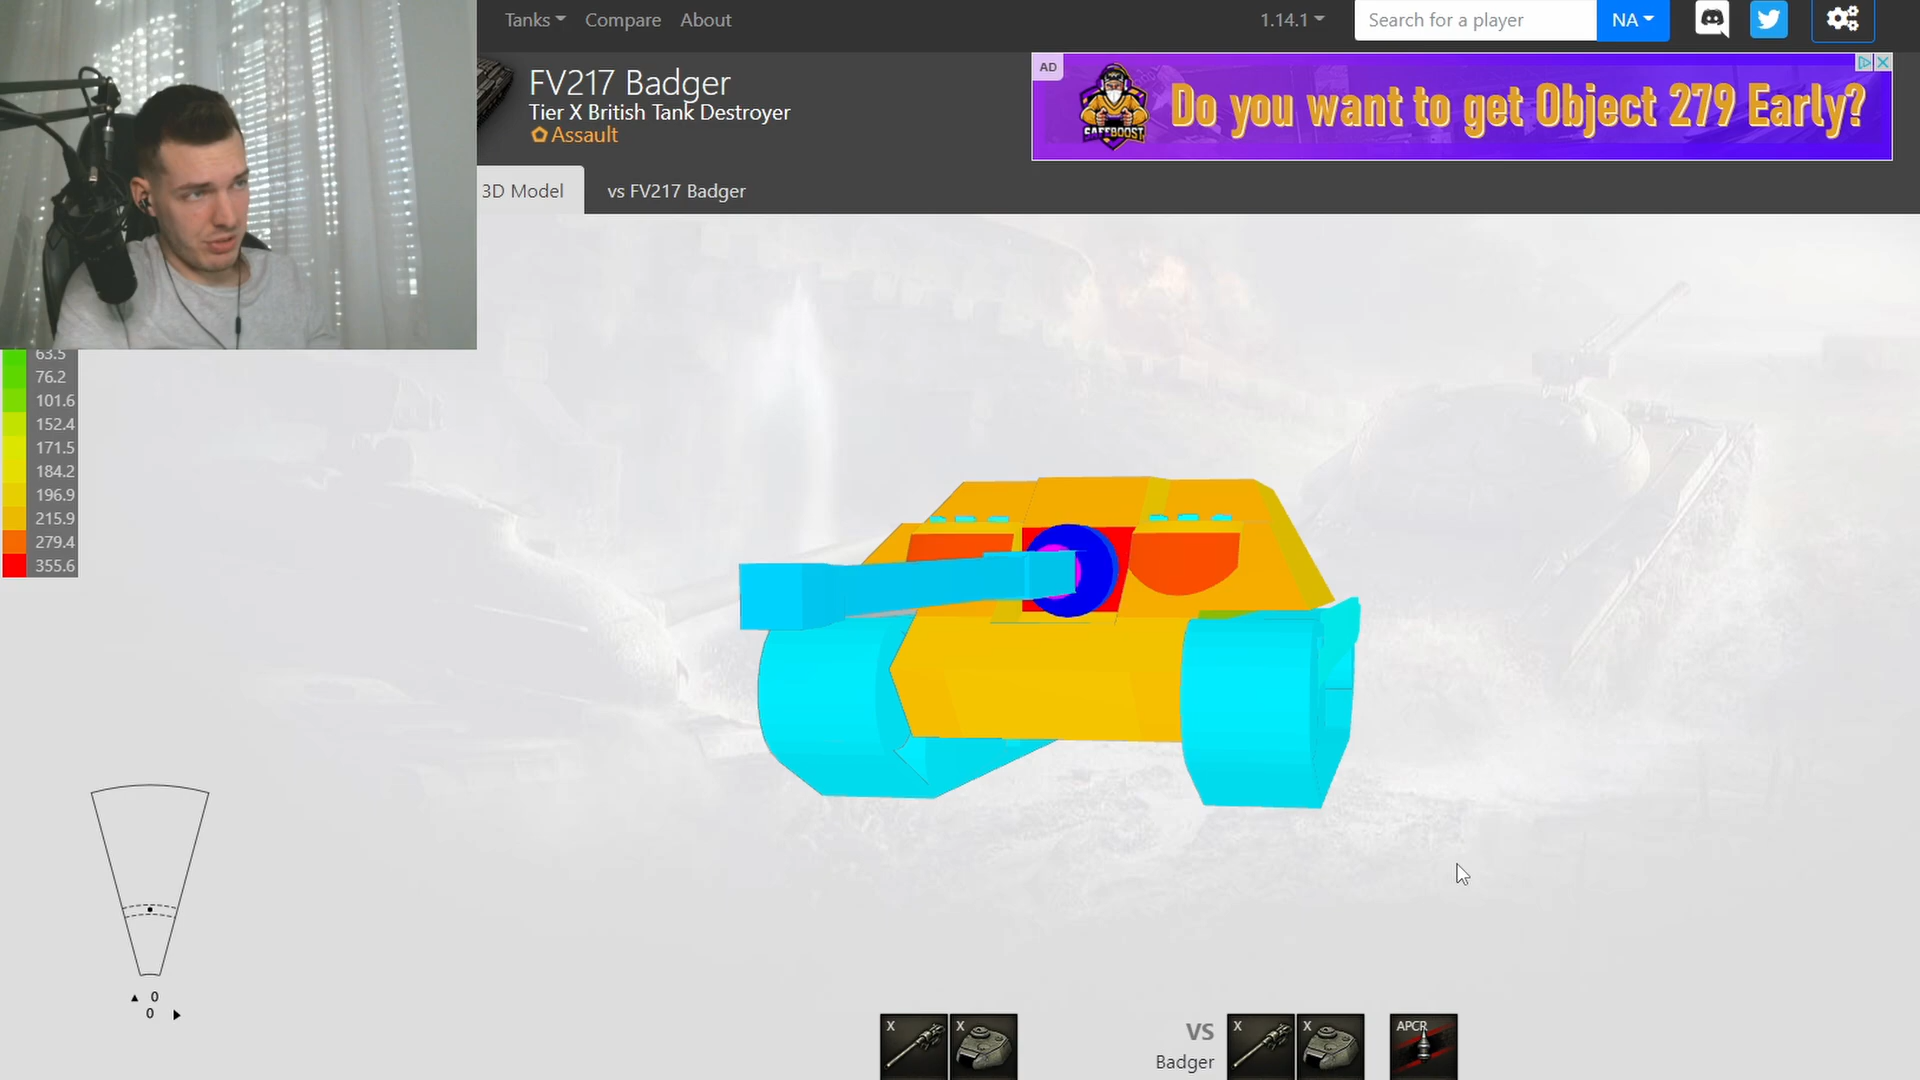 Tanks
Compare
About
1.14.1
Search for a player
NA
FV217 Badger
Tier X British Tank Destroyer
Assault
AD
SAFEBOOST
Do you want to get Object 279 Early?
3D Model
vs FV217 Badger
63.5
76.2
101.6
152.4
171.5
184.2
196.9
215.9
279.4
355.6
0
0
X
X
VS
Badger
X
X
APCR